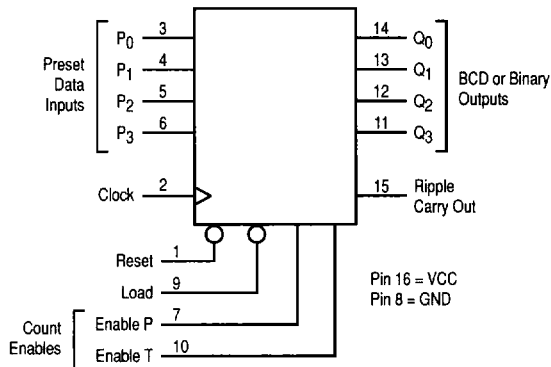 Preset
Data
Inputs
P0 3
P1 4
P2 5
P3 6
Clock 2
14 Q0
13 Q1
12 Q2
11 Q3
BCD or Binary
Outputs
15 Ripple
Carry Out
Reset 1
Load 9
Count
Enables
Enable P 7
Enable T 10
Pin 16 = VCC
Pin 8 = GND